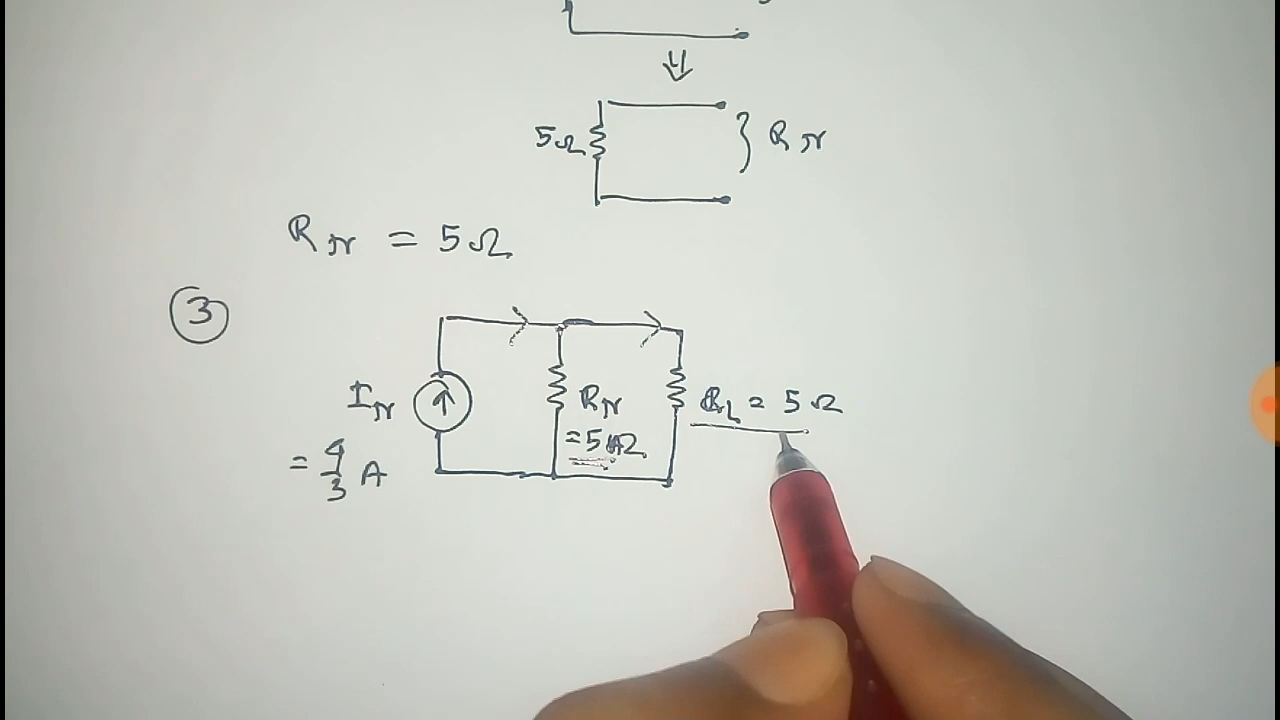 5Ω } R_N
R_N = 5Ω
③
I_N R_N R_L = 5Ω
= 4/3 A = 5Ω